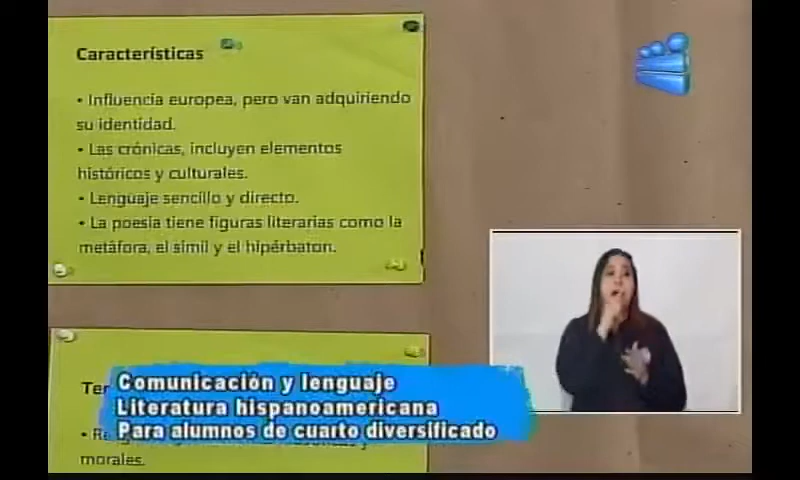 Características
• Influencia europea, pero van adquiriendo
su identidad.
• Las crónicas, incluyen elementos
históricos y culturales.
• Lenguaje sencillo y directo.
• La poesía tiene figuras literarias como la
metáfora, el símil y el hipérbaton.
Comunicación y lenguaje
Literatura hispanoamericana
Para alumnos de cuarto diversificado
morales.